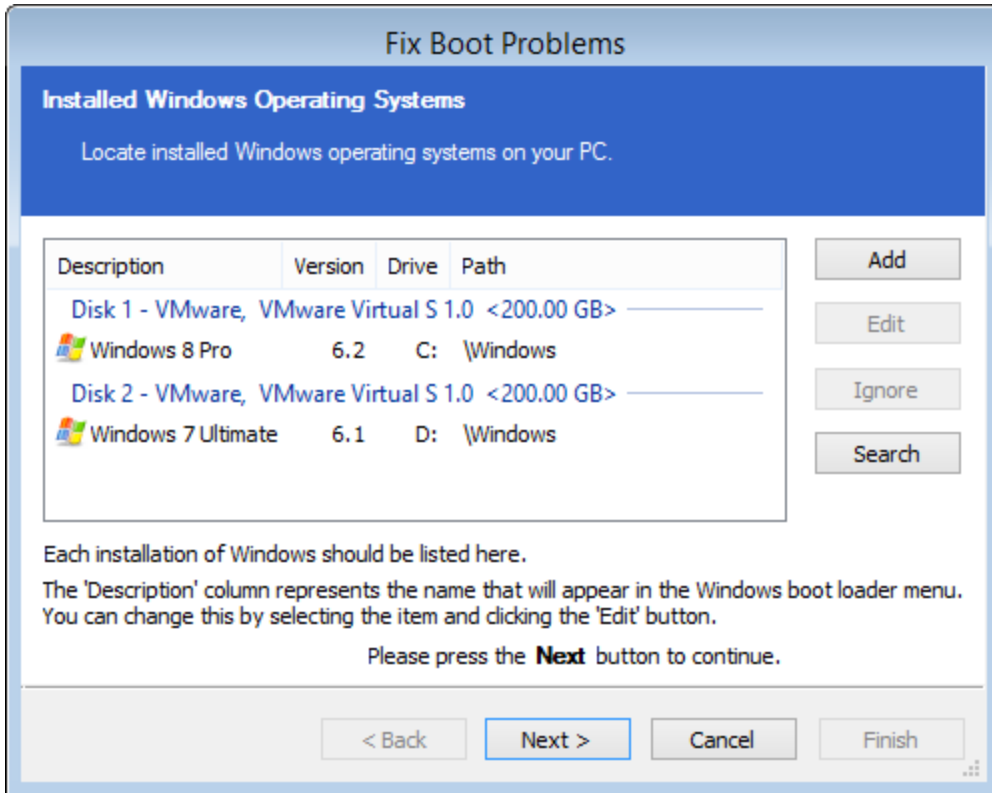 Fix Boot Problems
Installed Windows Operating Systems
Locate installed Windows operating systems on your PC.
Description Version Drive Path
Add
Disk 1 - VMware,  VMware Virtual S 1.0  <200.00 GB>
Edit
Windows 8 Pro 6.2 C: \Windows
Ignore
Disk 2 - VMware,  VMware Virtual S 1.0  <200.00 GB>
Windows 7 Ultimate 6.1 D: \Windows
Search
Each installation of Windows should be listed here.
The 'Description' column represents the name that will appear in the Windows boot loader menu.
You can change this by selecting the item and clicking the 'Edit' button.
Please press the Next button to continue.
< Back Next > Cancel Finish